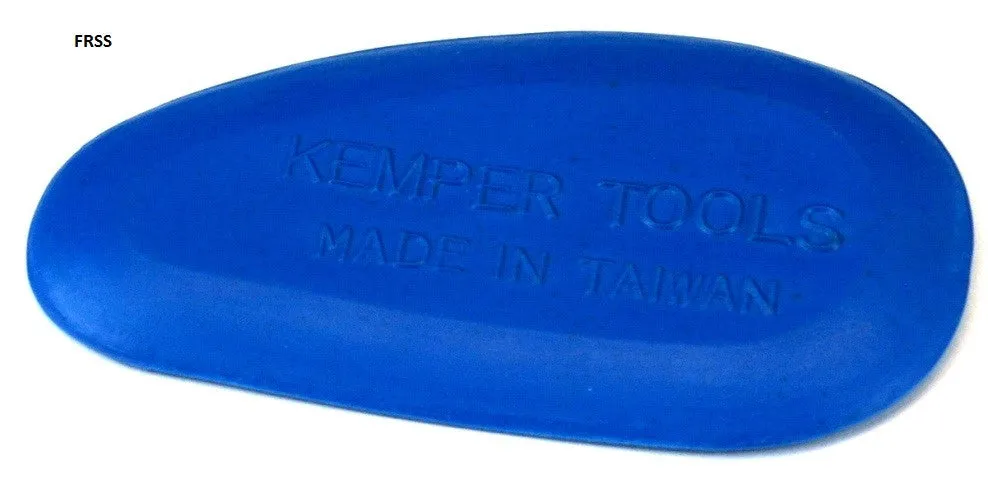 FRSS
KEMPER TOOLS
MADE IN TAIWAN